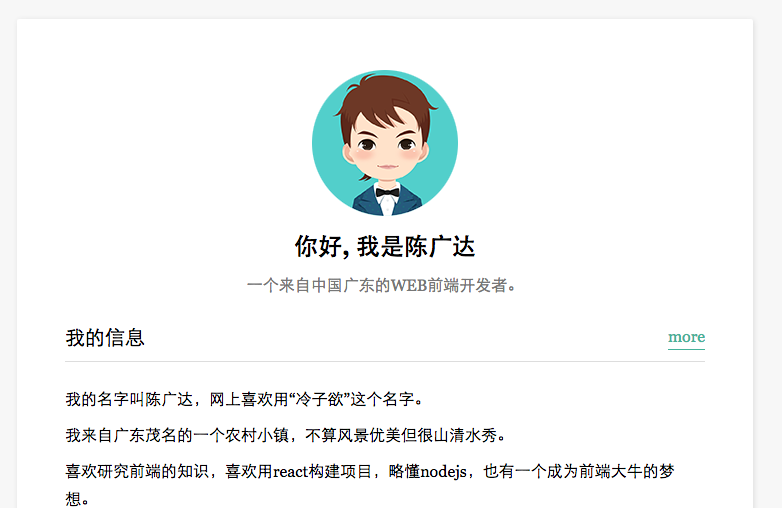 你好, 我是陈广达
一个来自中国广东的WEB前端开发者。
我的信息
more
我的名字叫陈广达，网上喜欢用“冷子欲”这个名字。
我来自广东茂名的一个农村小镇，不算风景优美但很山清水秀。
喜欢研究前端的知识，喜欢用react构建项目，略懂nodejs，也有一个成为前端大牛的梦
想。